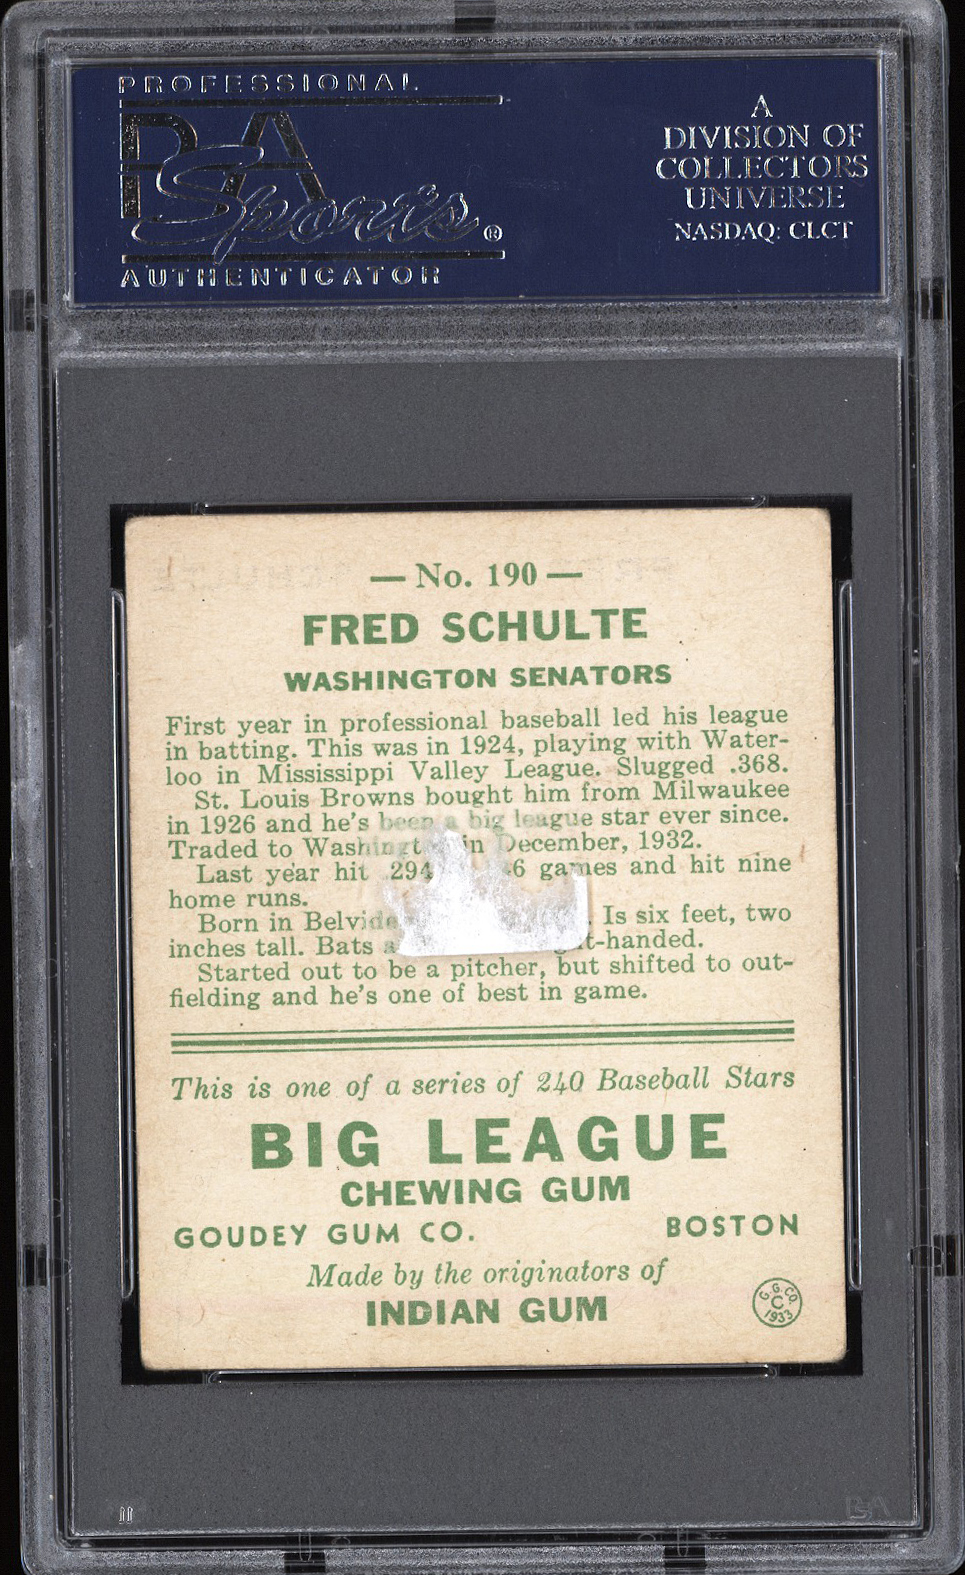 PROFESSIONAL
PSA
Sports®
AUTHENTICATOR
A
DIVISION OF
COLLECTORS
UNIVERSE
NASDAQ: CLCT
— No. 190 —
FRED SCHULTE
WASHINGTON SENATORS
First year in professional baseball led his league
in batting. This was in 1924, playing with Water-
loo in Mississippi Valley League. Slugged .368.
St. Louis Browns bought him from Milwaukee
in 1926 and he's been a big league star ever since.
Traded to Washingt in December, 1932.
Last year hit .294 6 games and hit nine
home runs.
Born in Belvide . Is six feet, two
inches tall. Bats a t-handed.
Started out to be a pitcher, but shifted to out-
fielding and he's one of best in game.
This is one of a series of 240 Baseball Stars
BIG LEAGUE
CHEWING GUM
GOUDEY GUM CO. BOSTON
Made by the originators of
INDIAN GUM
G.G.CO.
C
1933
PSA